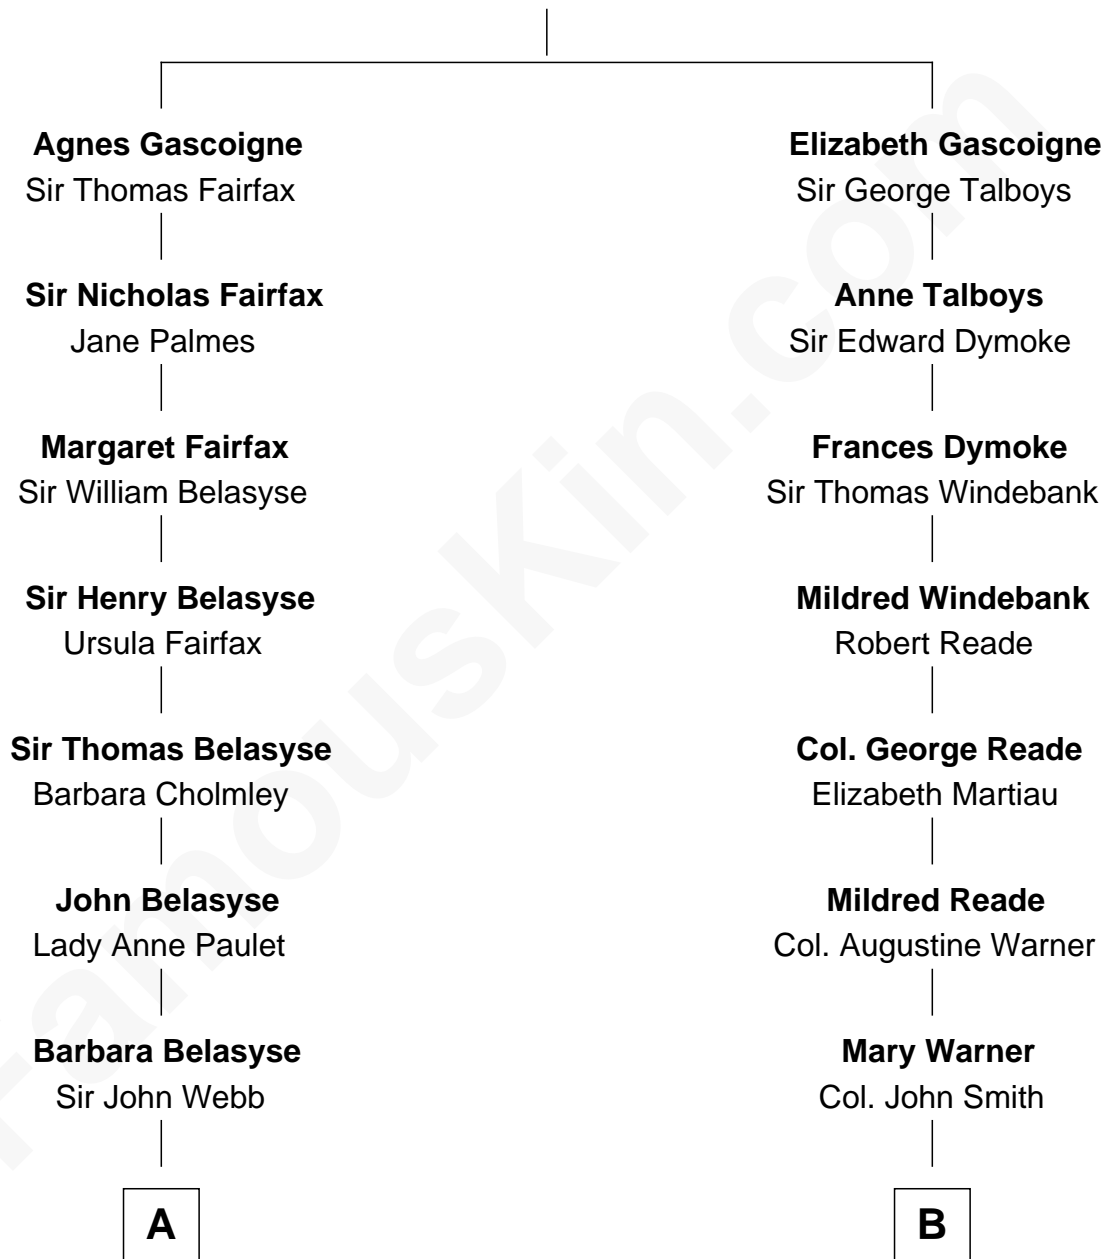 Agnes Gascoigne
Sir Thomas Fairfax
Sir Nicholas Fairfax
Jane Palmes
Margaret Fairfax
Sir William Belasyse
Sir Henry Belasyse
Ursula Fairfax
Sir Thomas Belasyse
Barbara Cholmley
John Belasyse
Lady Anne Paulet
Barbara Belasyse
Sir John Webb
A
Elizabeth Gascoigne
Sir George Talboys
Anne Talboys
Sir Edward Dymoke
Frances Dymoke
Sir Thomas Windebank
Mildred Windebank
Robert Reade
Col. George Reade
Elizabeth Martiau
Mildred Reade
Col. Augustine Warner
Mary Warner
Col. John Smith
B
FamousKin.com